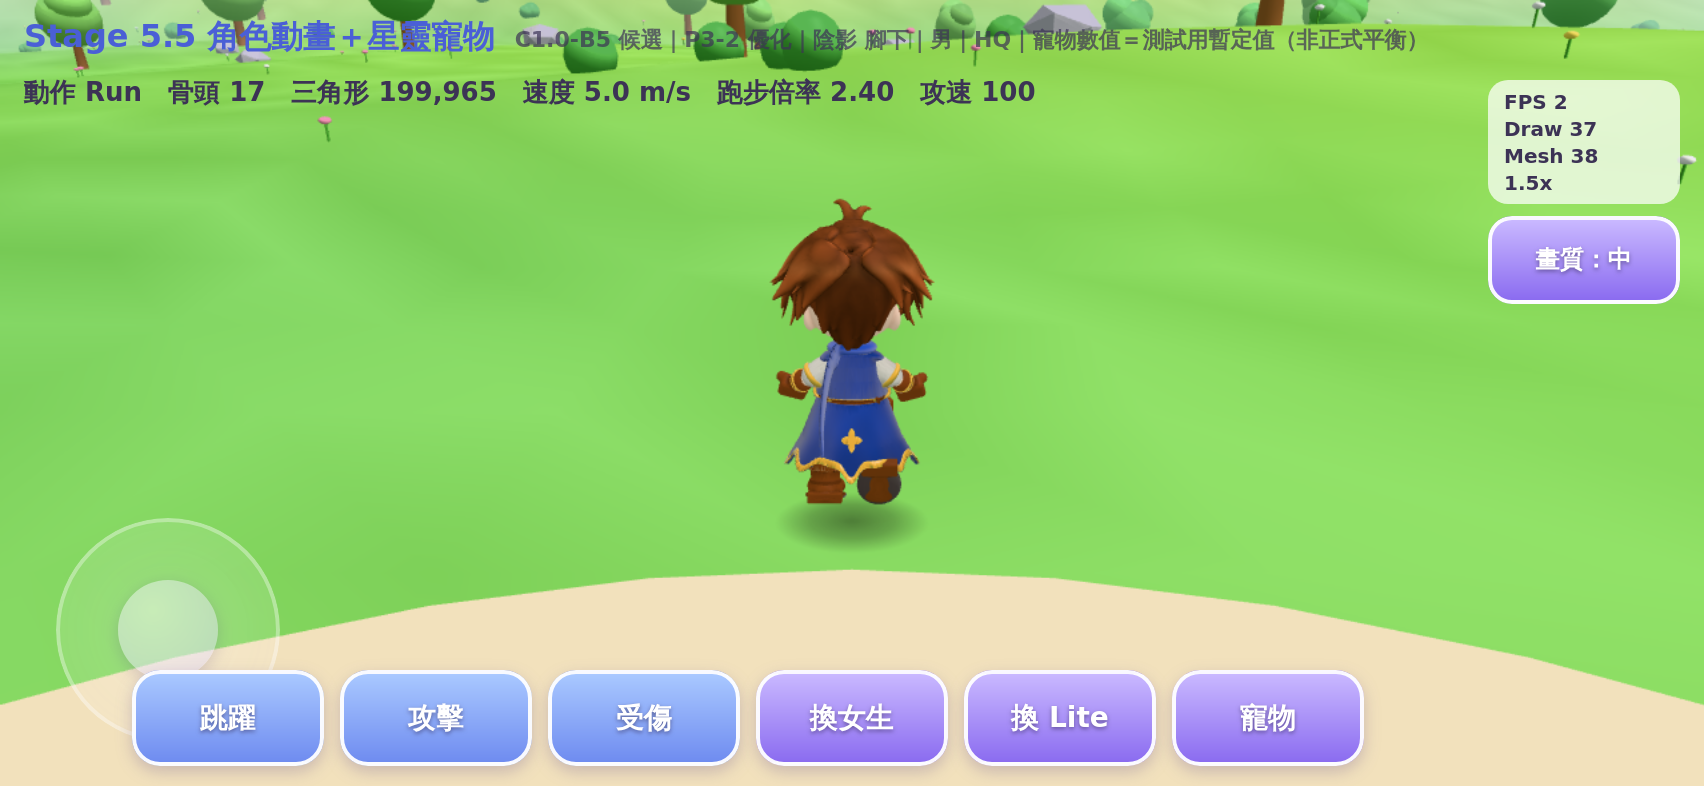 Stage 5.5 角色動畫＋星靈寵物 C1.0-B5 候選｜P3-2 優化｜陰影 腳下｜男｜HQ｜寵物數值＝測試用暫定值（非正式平衡）
動作 Run 骨頭 17 三角形 199,965 速度 5.0 m/s 跑步倍率 2.40 攻速 100
FPS 2
Draw 37
Mesh 38
1.5x
畫質：中
跳躍 攻擊 受傷 換女生 換 Lite 寵物